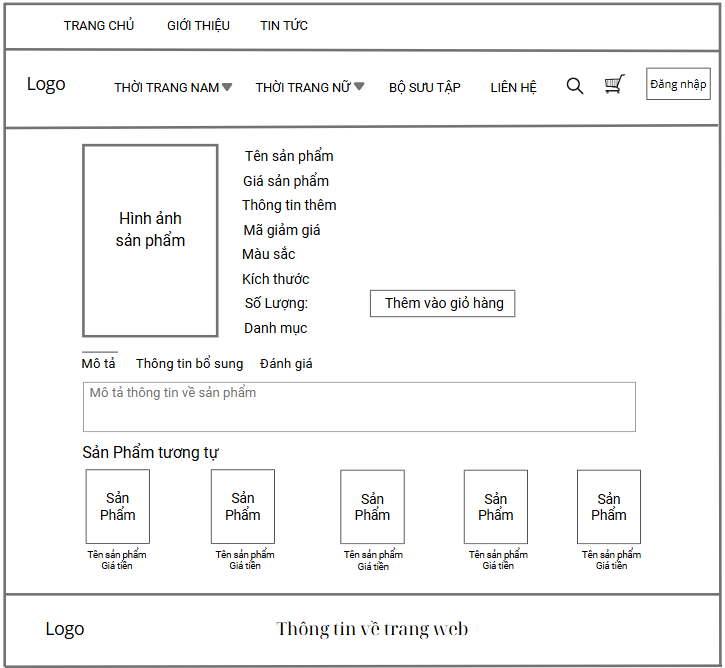 TRANG CHỦ GIỚI THIỆU TIN TỨC
Logo THỜI TRANG NAM THỜI TRANG NỮ BỘ SƯU TẬP LIÊN HỆ Đăng nhập
Hình ảnh
sản phẩm
Tên sản phẩm
Giá sản phẩm
Thông tin thêm
Mã giảm giá
Màu sắc
Kích thước
Số Lượng: Thêm vào giỏ hàng
Danh mục
Mô tả Thông tin bổ sung Đánh giá
Mô tả thông tin về sản phẩm
Sản Phẩm tương tự
Sản Phẩm
Tên sản phẩm
Giá tiền
Sản Phẩm
Tên sản phẩm
Giá tiền
Sản Phẩm
Tên sản phẩm
Giá tiền
Sản Phẩm
Tên sản phẩm
Giá tiền
Sản Phẩm
Tên sản phẩm
Giá tiền
Logo Thông tin về trang web